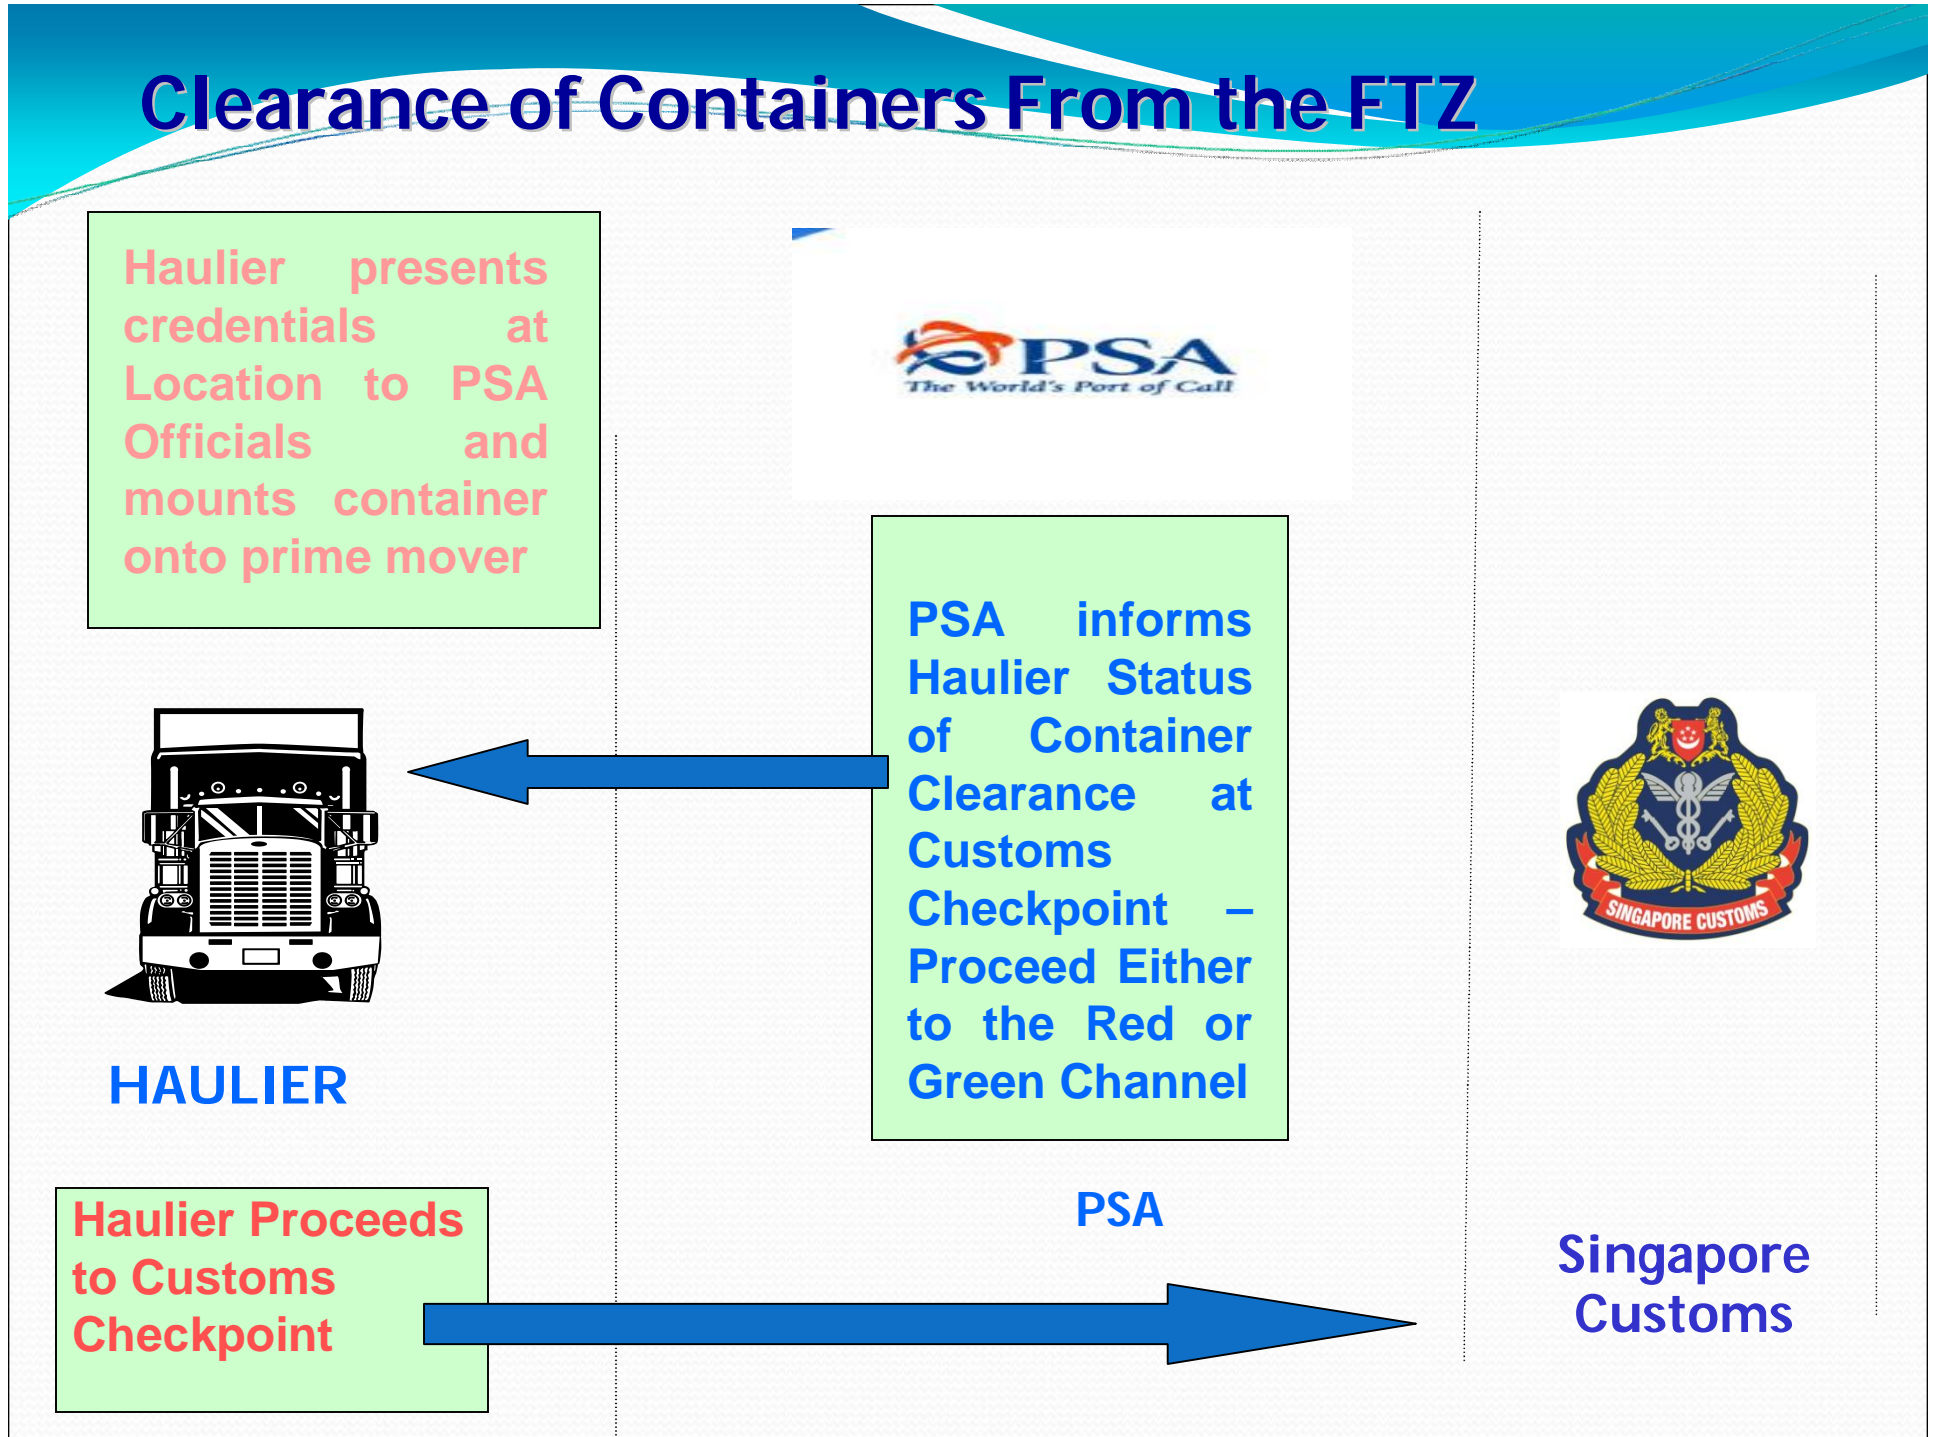 Clearance of Containers From the FTZ
Haulier presents
credentials at
Location to PSA
Officials and
mounts container
onto prime mover
PSA
The World's Port of Call
PSA informs
Haulier Status
of Container
Clearance at
Customs
Checkpoint –
Proceed Either
to the Red or
Green Channel
SINGAPORE CUSTOMS
HAULIER
PSA
Haulier Proceeds
to Customs
Checkpoint
Singapore
Customs